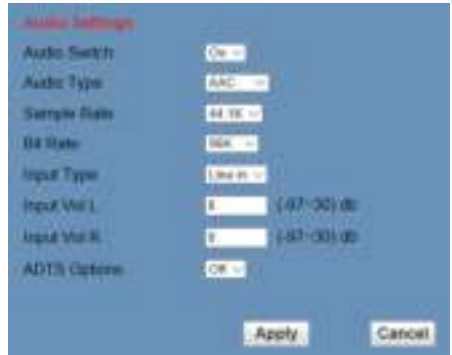 Audio Settings
Audio Switch On
Audio Type AAC
Sample Rate 44.1K
Bit Rate 96K
Input Type Line in
Input Vol L (-97~30) db
Input Vol R (-97~30) db
ADTS Options Off
Apply Cancel